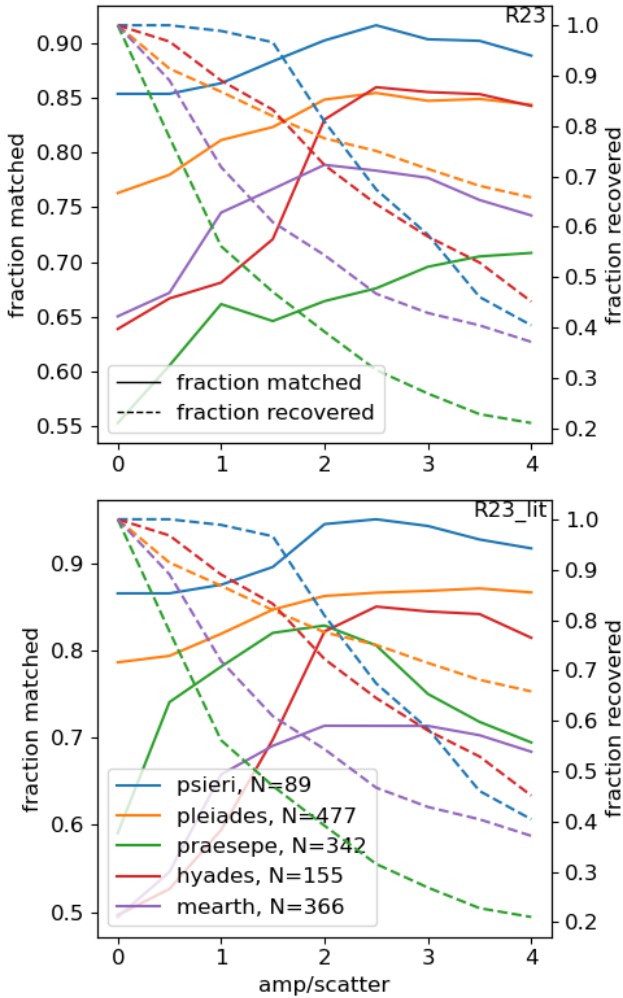 R23
0.90
0.85
0.80
0.75
0.70
0.65
0.60
0.55
fraction matched
1.0
0.9
0.8
0.7
0.6
0.5
0.4
0.3
0.2
fraction recovered
fraction matched
fraction recovered
0 1 2 3 4
R23_lit
0.9
0.8
0.7
0.6
0.5
fraction matched
1.0
0.9
0.8
0.7
0.6
0.5
0.4
0.3
0.2
fraction recovered
psieri, N=89
pleiades, N=477
praesepe, N=342
hyades, N=155
mearth, N=366
0 1 2 3 4
amp/scatter